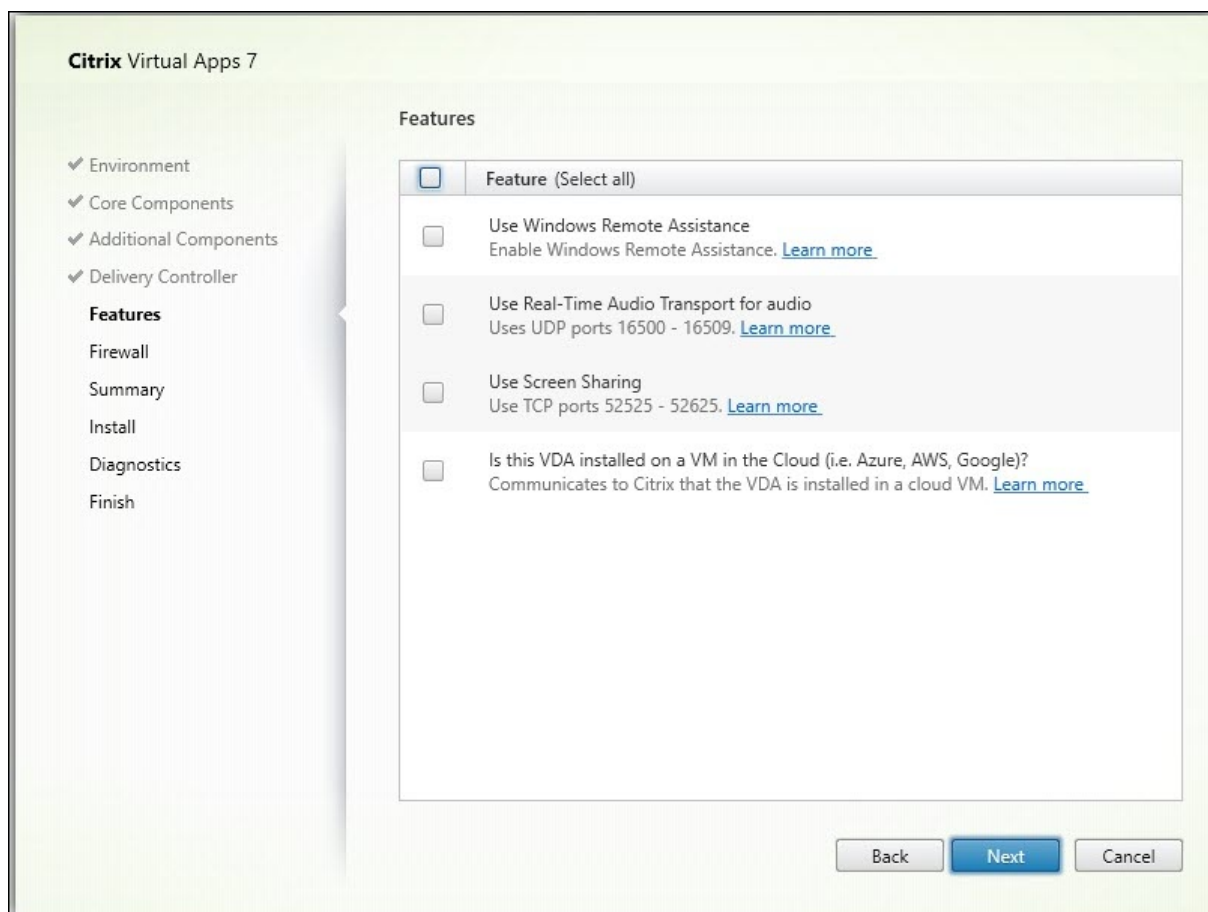 Citrix Virtual Apps 7
Environment
Core Components
Additional Components
Delivery Controller
Features
Firewall
Summary
Install
Diagnostics
Finish
Features
Feature (Select all)
Use Windows Remote Assistance
Enable Windows Remote Assistance. Learn more
Use Real-Time Audio Transport for audio
Uses UDP ports 16500 - 16509. Learn more
Use Screen Sharing
Use TCP ports 52525 - 52625. Learn more
Is this VDA installed on a VM in the Cloud (i.e. Azure, AWS, Google)?
Communicates to Citrix that the VDA is installed in a cloud VM. Learn more
Back Next Cancel